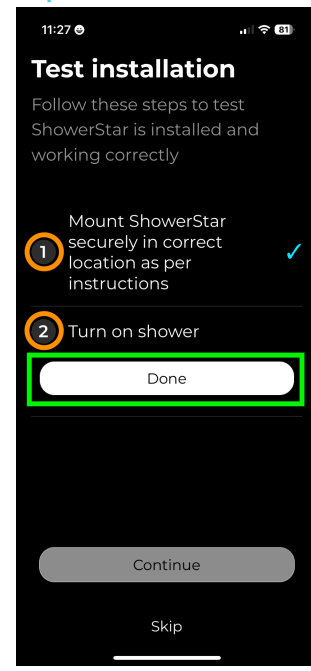 11:27
81
Test installation
Follow these steps to test
ShowerStar is installed and
working correctly
Mount ShowerStar
securely in correct
1
location as per
instructions
✓
2 Turn on shower
Done
Continue
Skip